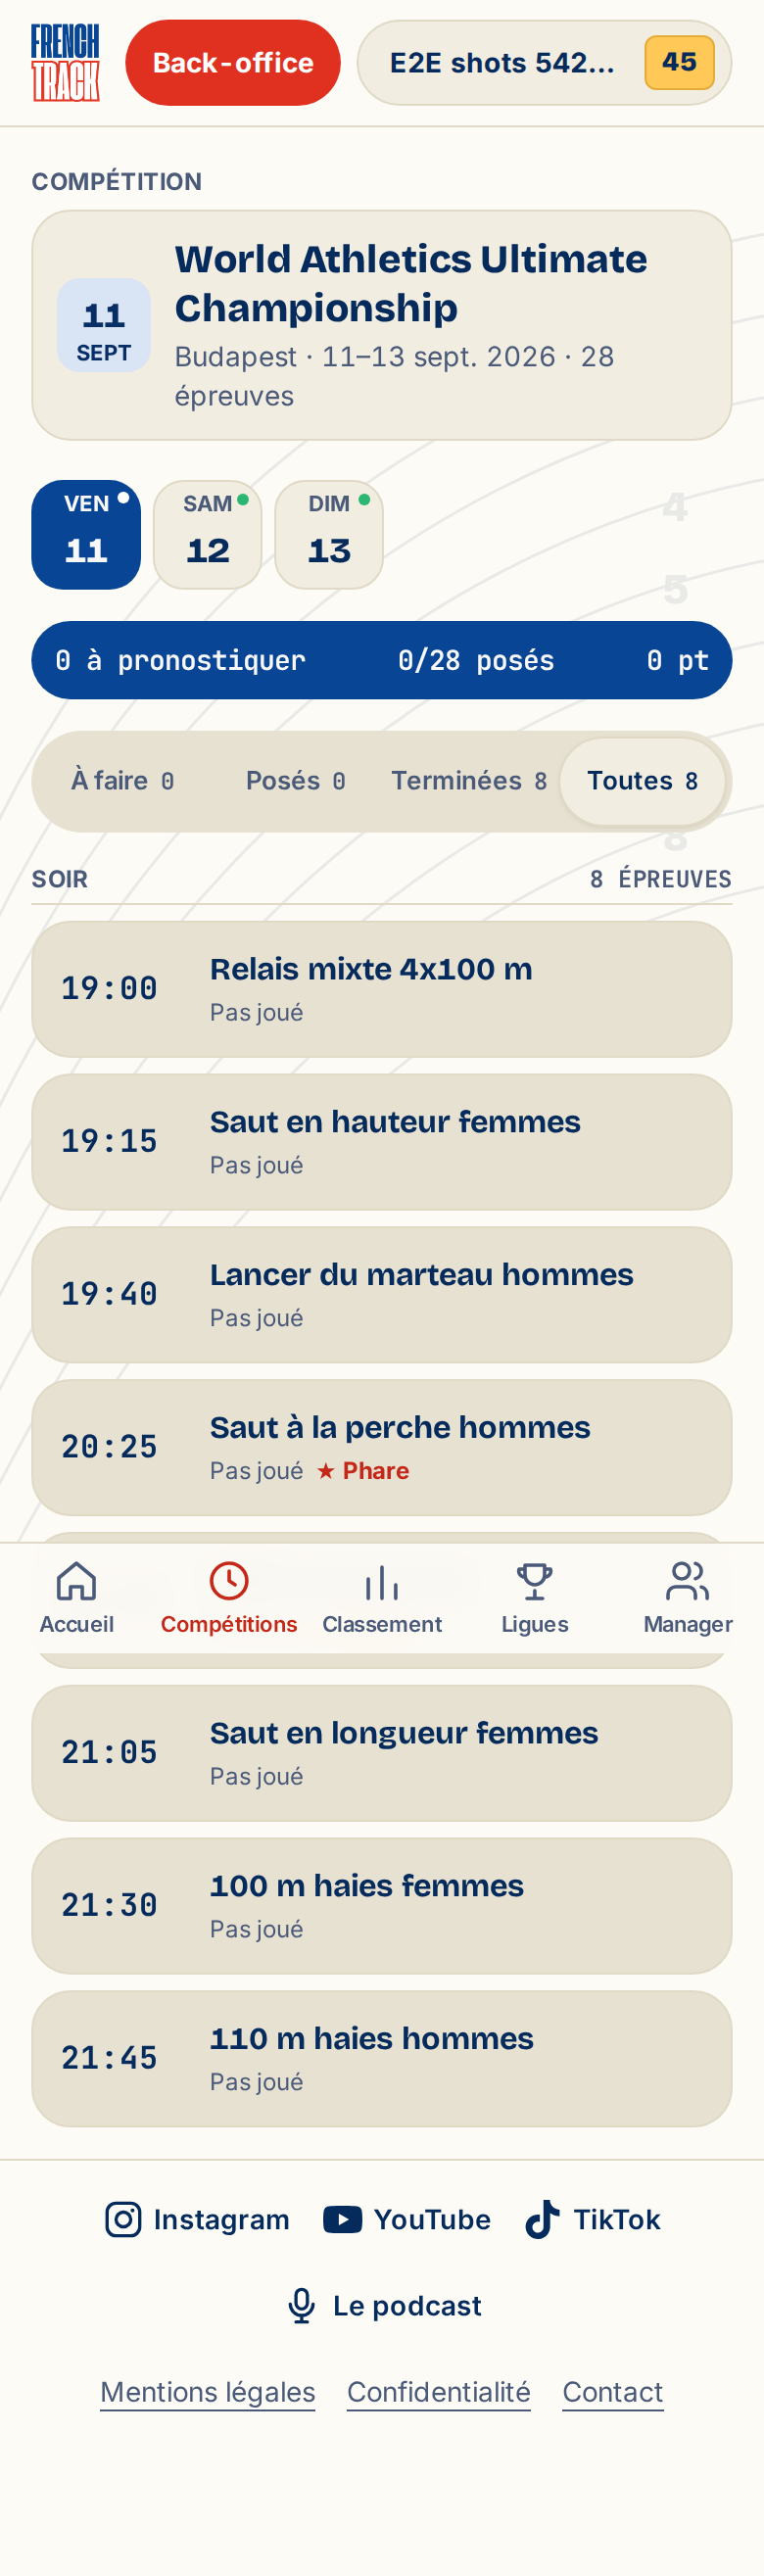 FRENCH
TRACK
Back-office
E2E shots 542...
45
COMPÉTITION
11
SEPT
World Athletics Ultimate
Championship
Budapest · 11–13 sept. 2026 · 28
épreuves
VEN
11
SAM
12
DIM
13
4
5
0 à pronostiquer
0/28 posés
0 pt
À faire 0
Posés 0
Terminées 8
Toutes 8
8
SOIR
8 ÉPREUVES
19:00
Relais mixte 4x100 m
Pas joué
19:15
Saut en hauteur femmes
Pas joué
19:40
Lancer du marteau hommes
Pas joué
20:25
Saut à la perche hommes
Pas joué ★ Phare
Accueil
Compétitions
Classement
Ligues
Manager
21:05
Saut en longueur femmes
Pas joué
21:30
100 m haies femmes
Pas joué
21:45
110 m haies hommes
Pas joué
Instagram
YouTube
TikTok
Le podcast
Mentions légales
Confidentialité
Contact